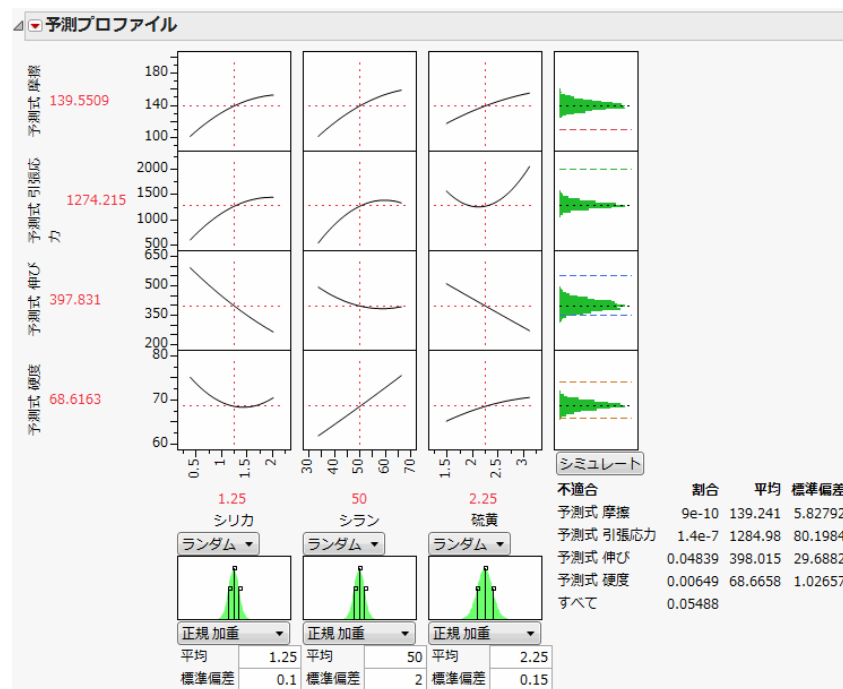 予測プロファイル
予測式 摩擦
139.5509
180
140
100
予測式 引張応力
1274.215
2000
1500
1000
500
予測式 伸び
397.831
650
500
350
200
予測式 硬度
68.6163
80
70
60
0.5 1 1.5 2
30 40 50 60 70
1.5 2 2.5 3
1.25 50 2.25
シリカ シラン 硫黄
ランダム ランダム ランダム
正規 加重 正規 加重 正規 加重
平均 1.25 平均 50 平均 2.25
標準偏差 0.1 標準偏差 2 標準偏差 0.15
シミュレート
不適合 割合 平均 標準偏差
予測式 摩擦 9e-10 139.241 5.82792
予測式 引張応力 1.4e-7 1284.98 80.1984
予測式 伸び 0.04839 398.015 29.6882
予測式 硬度 0.00649 68.6658 1.02657
すべて 0.05488